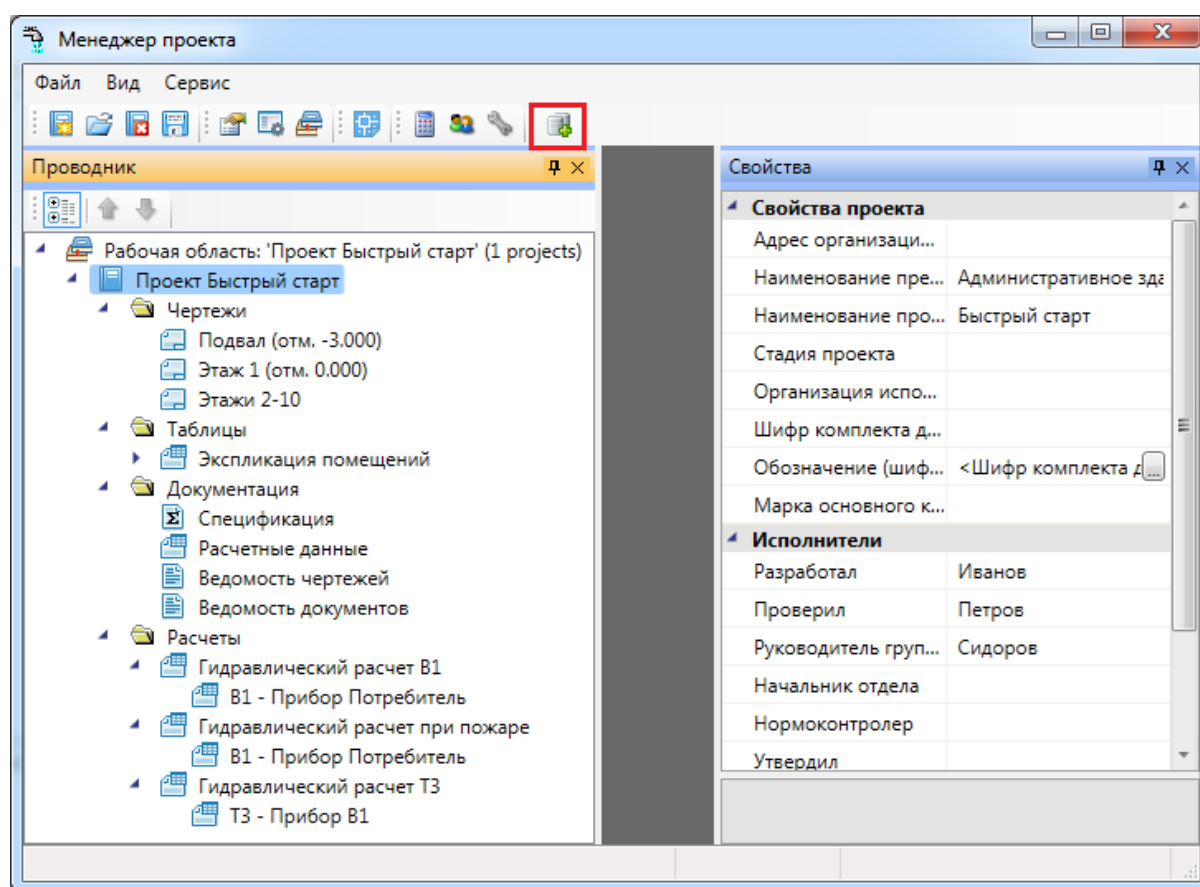 Менеджер проекта
Файл Вид Сервис
Проводник
Рабочая область: 'Проект Быстрый старт' (1 projects)
Проект Быстрый старт
Чертежи
Подвал (отм. -3.000)
Этаж 1 (отм. 0.000)
Этажи 2-10
Таблицы
Экспликация помещений
Документация
Спецификация
Расчетные данные
Ведомость чертежей
Ведомость документов
Расчеты
Гидравлический расчет В1
В1 - Прибор Потребитель
Гидравлический расчет при пожаре
В1 - Прибор Потребитель
Гидравлический расчет Т3
Т3 - Прибор В1
Свойства
Свойства проекта
Адрес организаци...
Наименование пре... Административное зда
Наименование про... Быстрый старт
Стадия проекта
Организация испо...
Шифр комплекта д...
Обозначение (шиф... <Шифр комплекта д ...
Марка основного к...
Исполнители
Разработал Иванов
Проверил Петров
Руководитель груп... Сидоров
Начальник отдела
Нормоконтролер
Утвердил